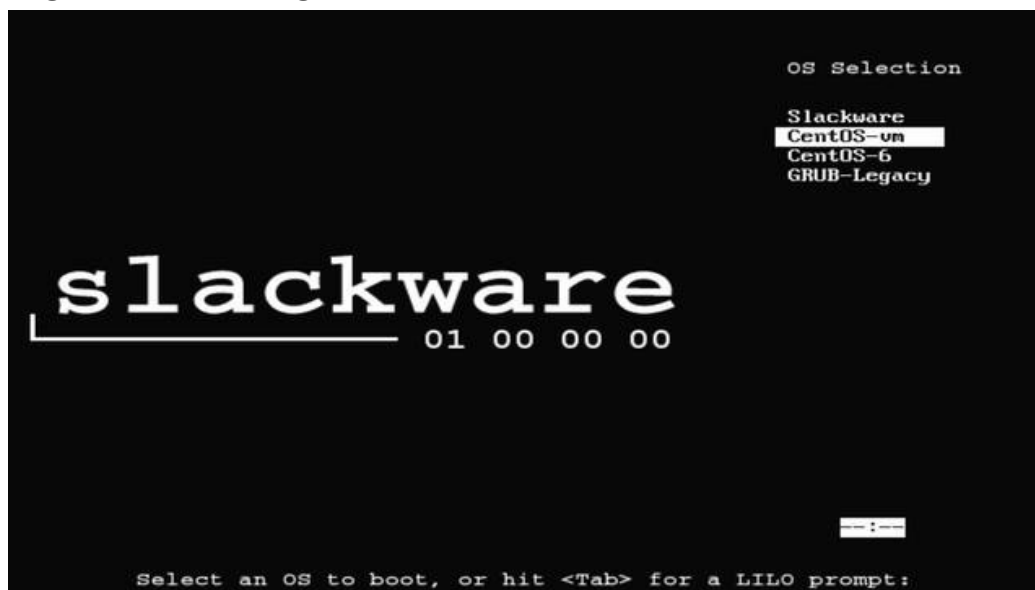 OS Selection
Slackware
CentOS-vm
CentOS-6
GRUB-Legacy
slackware
01 00 00 00
--:--
Select an OS to boot, or hit <Tab> for a LILO prompt: